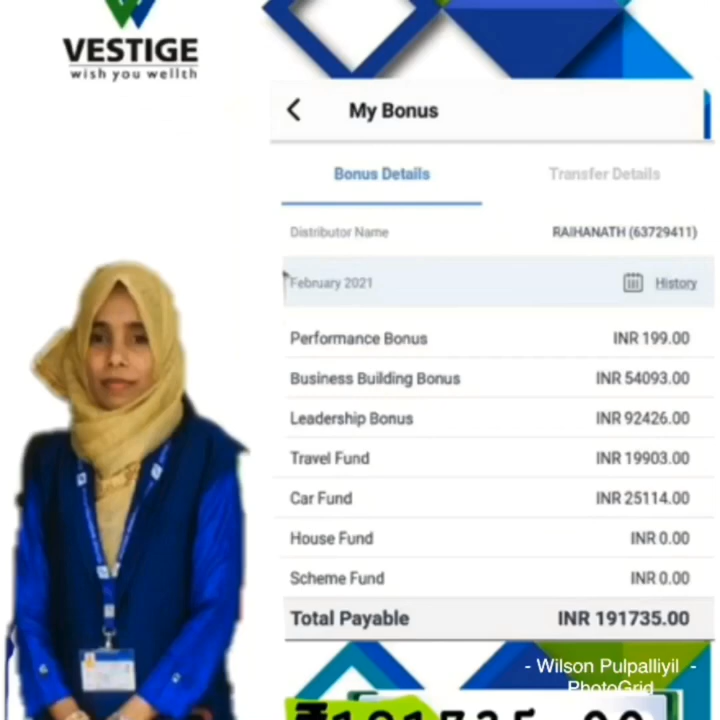 VESTIGE
wish you wellth
My Bonus
Bonus Details
Transfer Details
Distributor Name RAIHANATH (63729411)
February 2021 History
Performance Bonus INR 199.00
Business Building Bonus INR 54093.00
Leadership Bonus INR 92426.00
Travel Fund INR 19903.00
Car Fund INR 25114.00
House Fund INR 0.00
Scheme Fund INR 0.00
Total Payable INR 191735.00
- Wilson Pulpalliyil -
PhotoGrid
₹191735.00